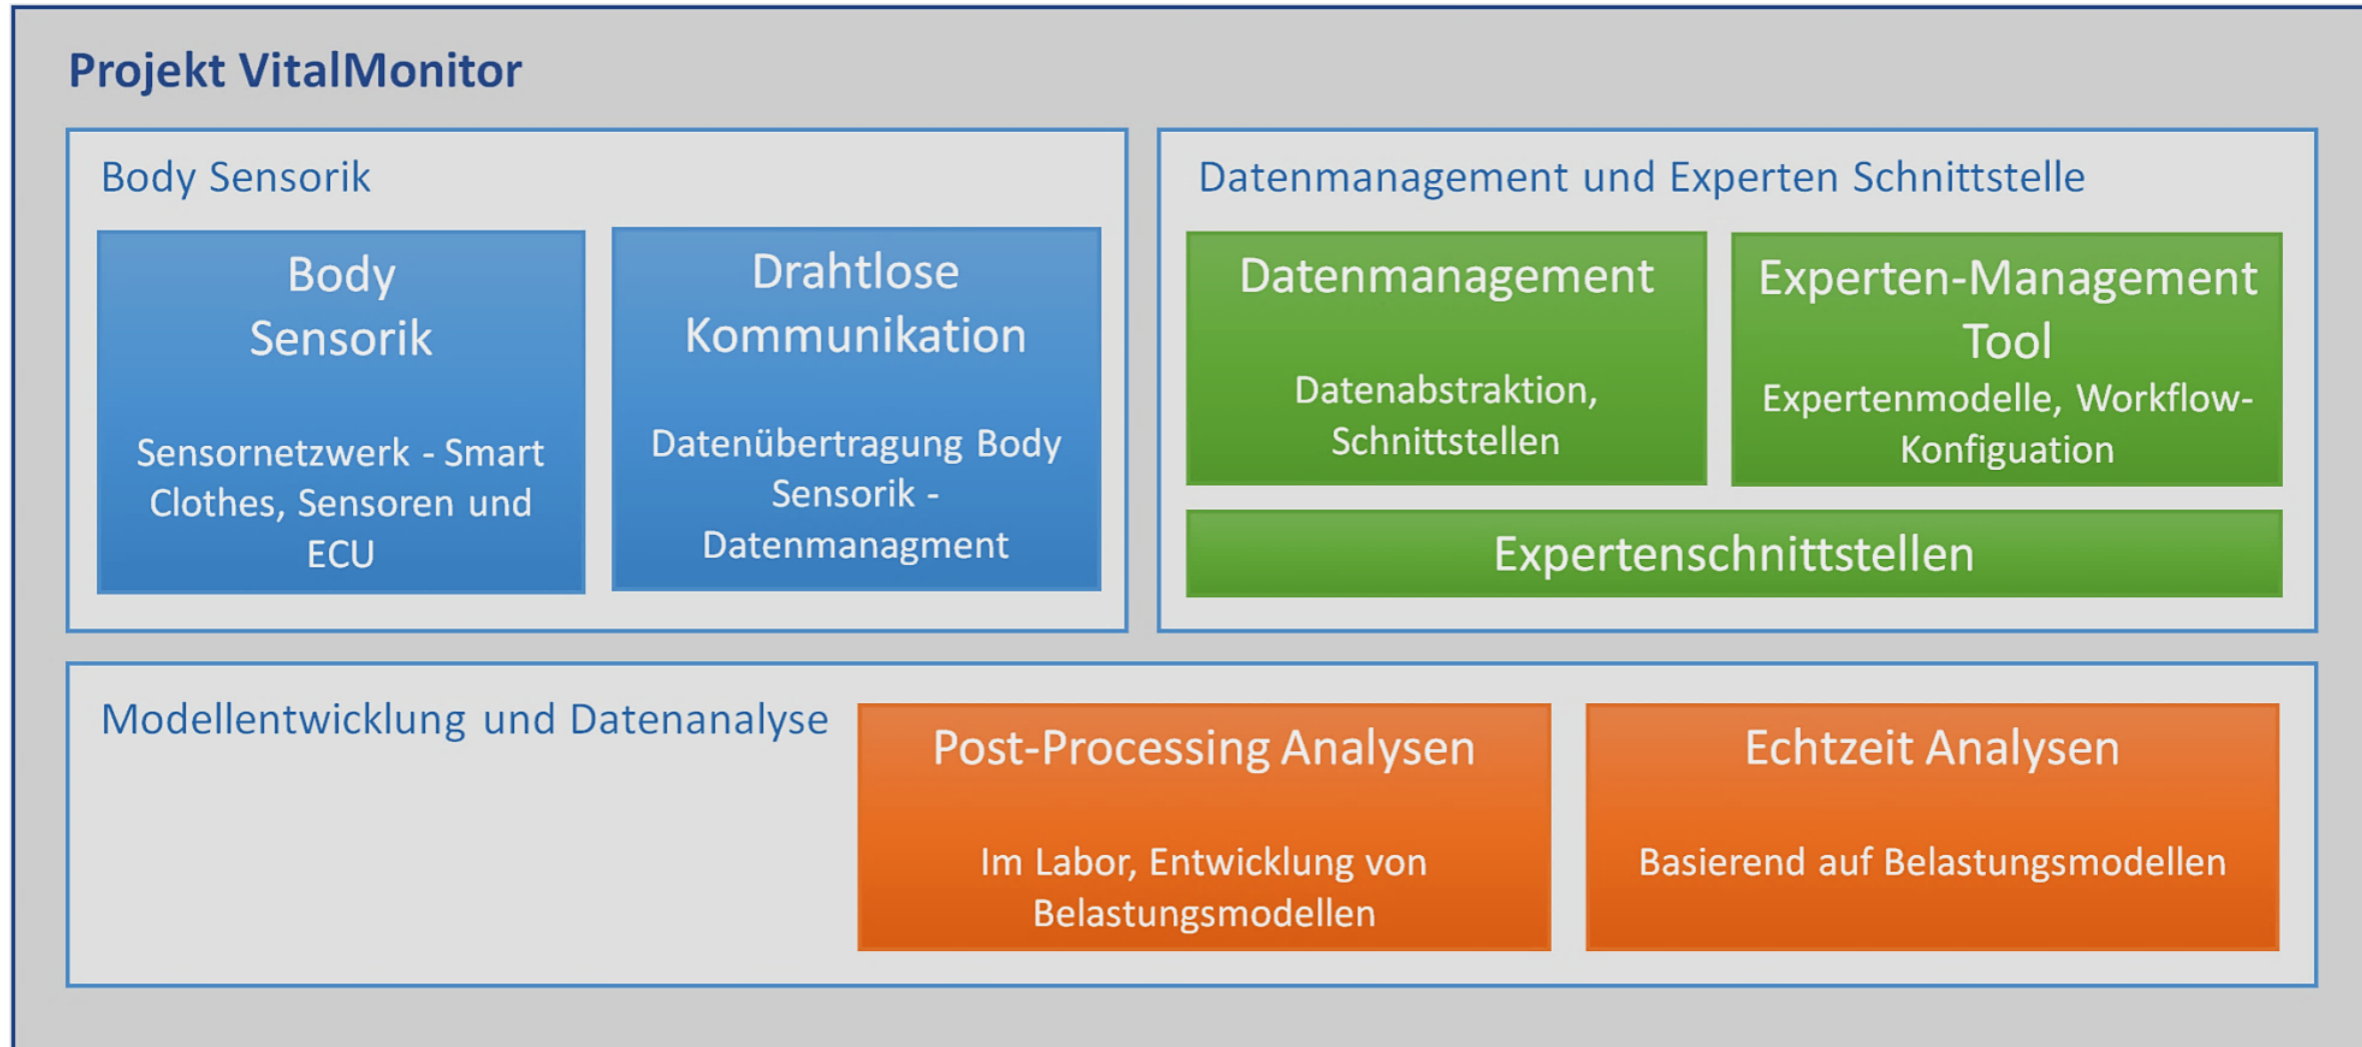 Projekt VitalMonitor
Body Sensorik
Body
Sensorik
Sensornetzwerk - Smart
Clothes, Sensoren und
ECU
Drahtlose
Kommunikation
Datenübertragung Body
Sensorik -
Datenmanagment
Datenmanagement und Experten Schnittstelle
Datenmanagement
Datenabstraktion,
Schnittstellen
Experten-Management
Tool
Expertenmodelle, Workflow-
Konfiguation
Expertenschnittstellen
Modellentwicklung und Datenanalyse
Post-Processing Analysen
Im Labor, Entwicklung von
Belastungsmodellen
Echtzeit Analysen
Basierend auf Belastungsmodellen